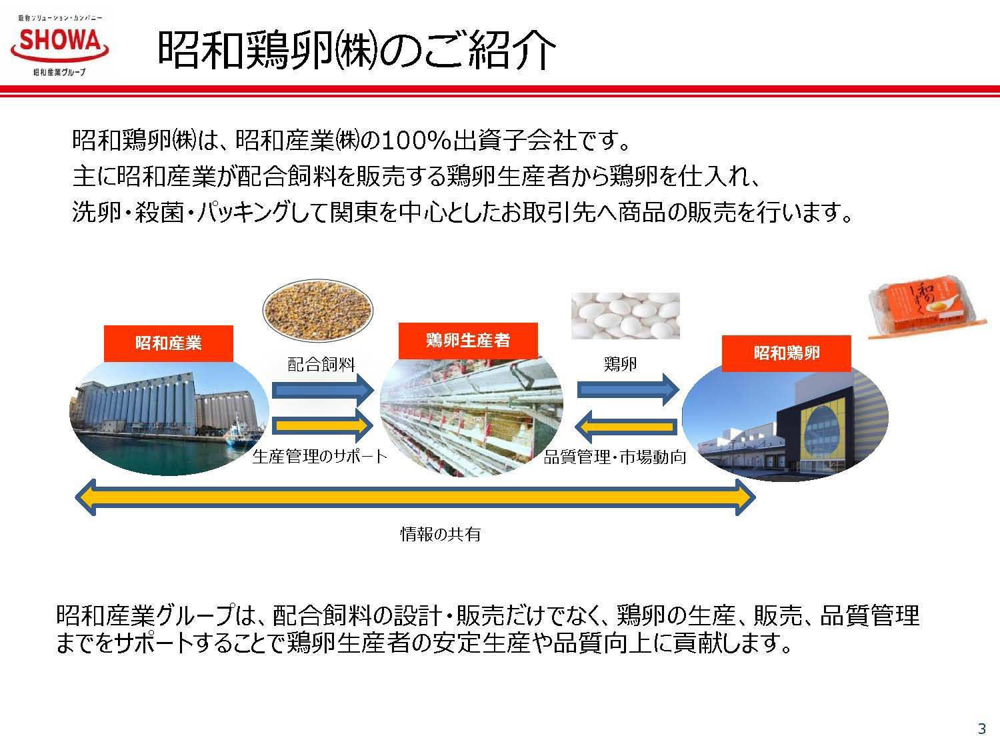 穀物ソリューション・カンパニー
SHOWA
昭和産業グループ
昭和鶏卵㈱のご紹介
昭和鶏卵㈱は、昭和産業㈱の100%出資子会社です。
主に昭和産業が配合飼料を販売する鶏卵生産者から鶏卵を仕入れ、
洗卵・殺菌・パッキングして関東を中心としたお取引先へ商品の販売を行います。
和の
しずく
昭和産業
鶏卵生産者
昭和鶏卵
配合飼料
鶏卵
生産管理のサポート
品質管理・市場動向
情報の共有
昭和産業グループは、配合飼料の設計・販売だけでなく、鶏卵の生産、販売、品質管理
までをサポートすることで鶏卵生産者の安定生産や品質向上に貢献します。
3